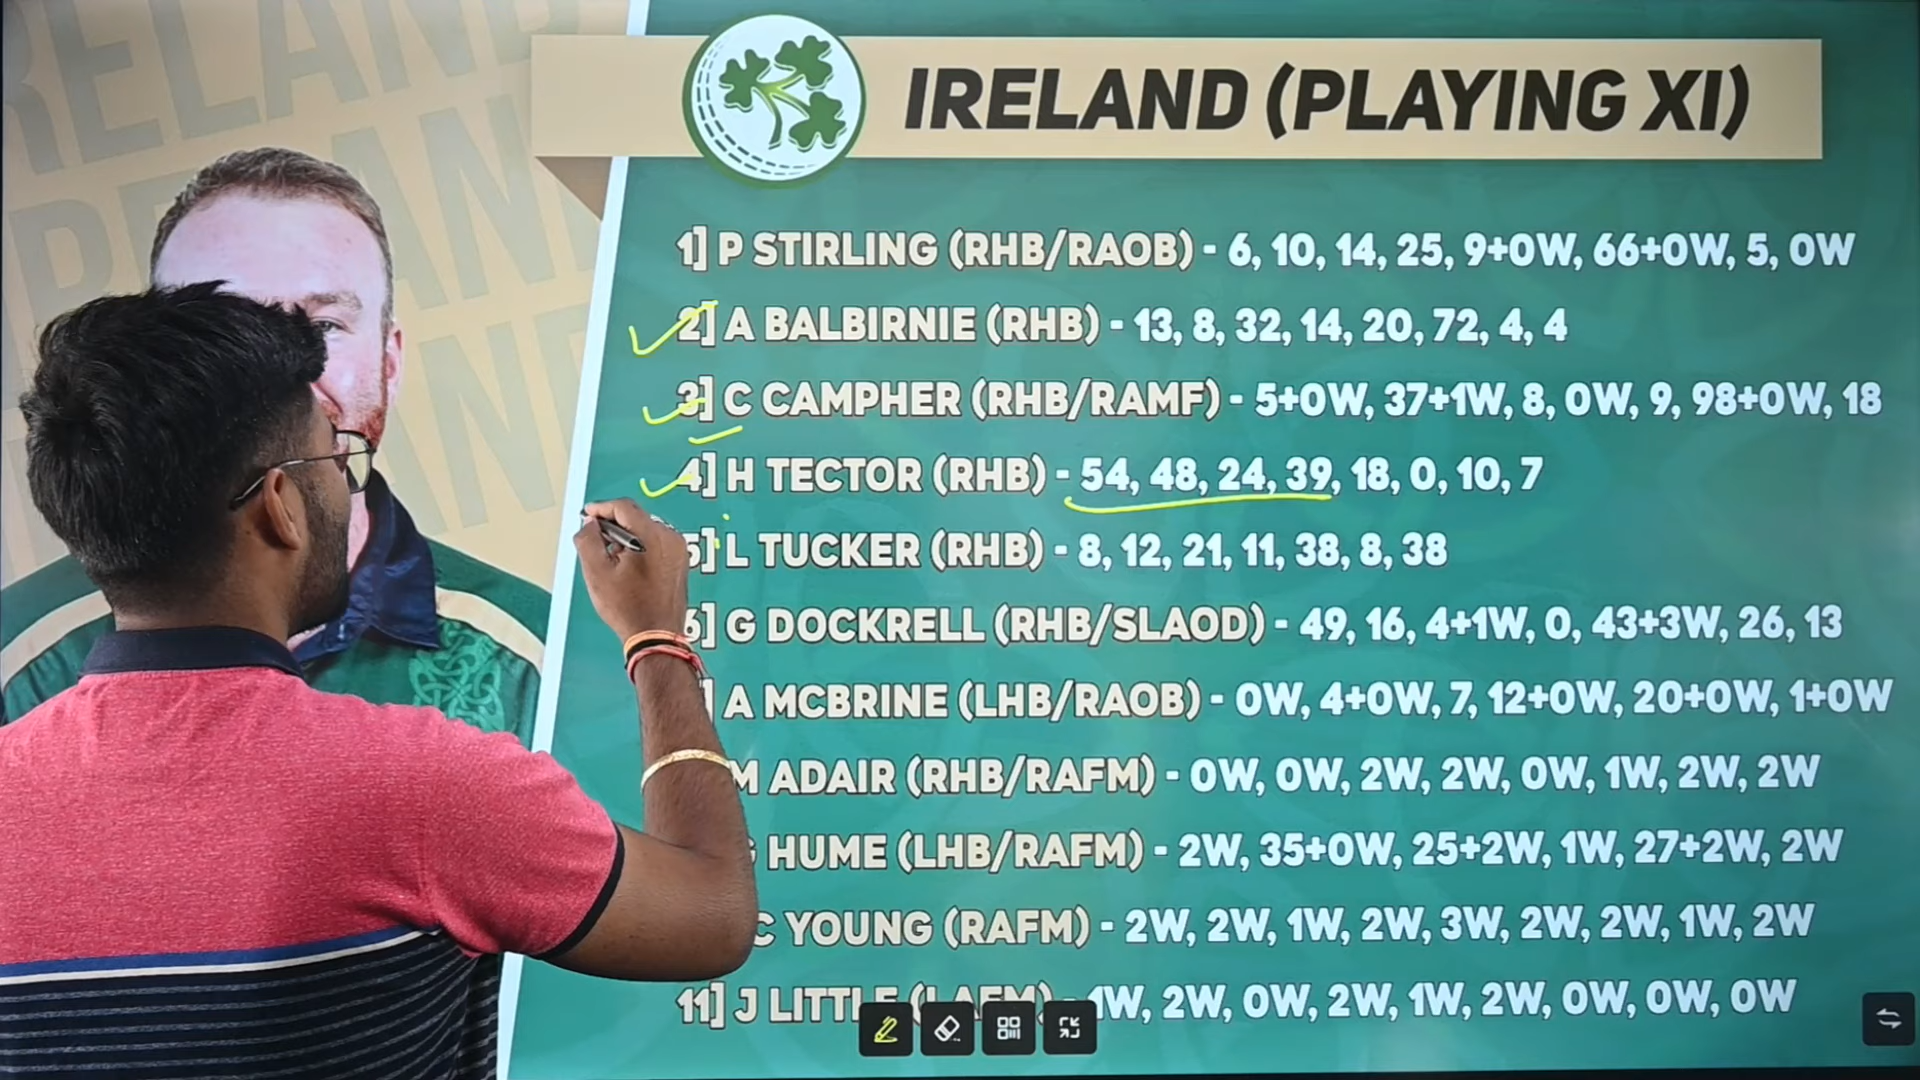 IRELAND
IRELAND (PLAYING XI)
1] P STIRLING (RHB/RAOB) - 6, 10, 14, 25, 9+0W, 66+0W, 5, 0W
2] A BALBIRNIE (RHB) - 13, 8, 32, 14, 20, 72, 4, 4
3] C CAMPHER (RHB/RAMF) - 5+0W, 37+1W, 8, 0W, 9, 98+0W, 18
4] H TECTOR (RHB) - 54, 48, 24, 39, 18, 0, 10, 7
5] L TUCKER (RHB) - 8, 12, 21, 11, 38, 8, 38
6] G DOCKRELL (RHB/SLAOD) - 49, 16, 4+1W, 0, 43+3W, 26, 13
] A MCBRINE (LHB/RAOB) - 0W, 4+0W, 7, 12+0W, 20+0W, 1+0W
M ADAIR (RHB/RAFM) - 0W, 0W, 2W, 2W, 0W, 1W, 2W, 2W
HUME (LHB/RAFM) - 2W, 35+0W, 25+2W, 1W, 27+2W, 2W
C YOUNG (RAFM) - 2W, 2W, 1W, 2W, 3W, 2W, 2W, 1W, 2W
11] J LITTLE (LAFM) - 1W, 2W, 0W, 2W, 1W, 2W, 0W, 0W, 0W